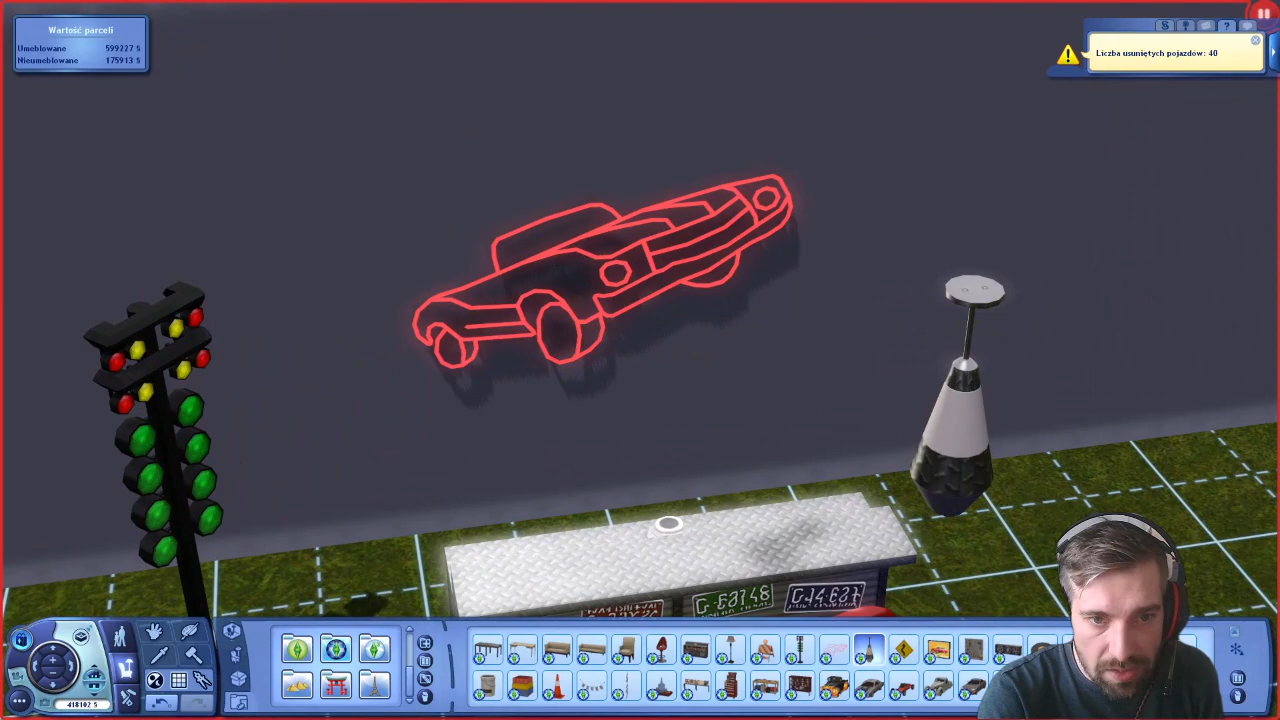 Wartość parceli
Umeblowane 599227 $
Nieumeblowane 175913 $
Liczba usuniętych pojazdów: 40
418102 $